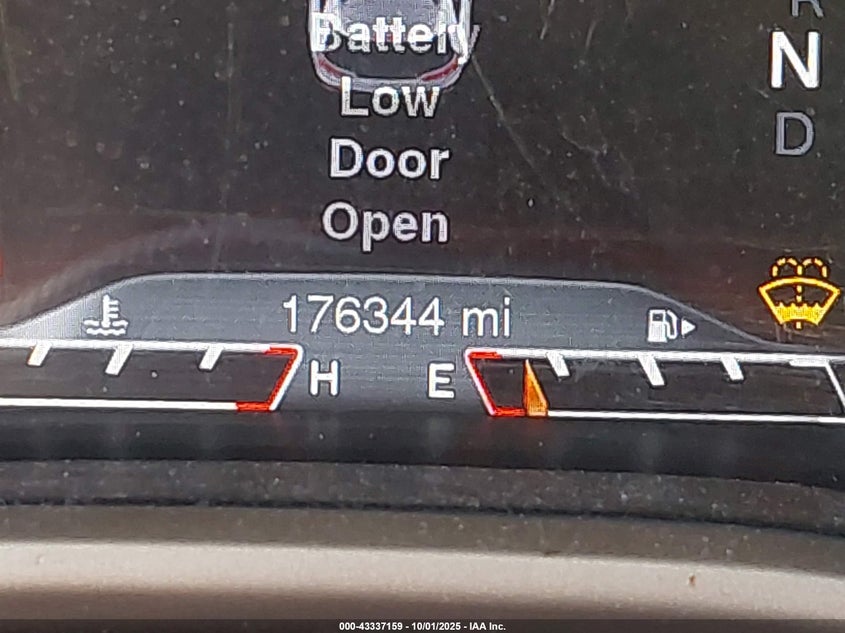 Battery
Low
Door
Open
R
N
D
176344 mi
H
E
000-43337159 - 10/01/2025 - IAA Inc.